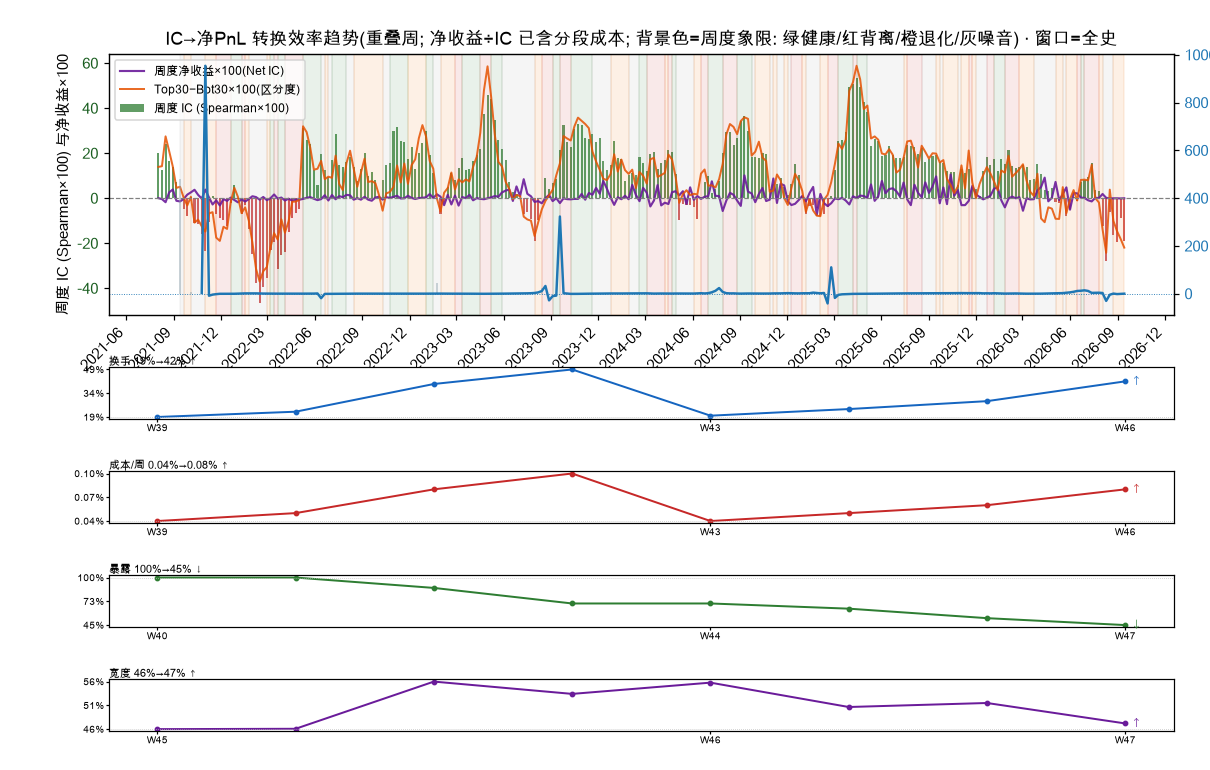 IC→净PnL 转换效率趋势(重叠周; 净收益÷IC 已含分段成本; 背景色=周度象限: 绿健康/红背离/橙退化/灰噪音) · 窗口=全史
周度 IC (Spearman×100) 与净收益×100
周度净收益×100(Net IC)
Top30−Bot30×100(区分度)
周度 IC (Spearman×100)
60
40
20
0
-20
-40
1000
800
600
400
200
0
2021-06
2021-09
2021-12
2022-03
2022-06
2022-09
2022-12
2023-03
2023-06
2023-09
2023-12
2024-03
2024-06
2024-09
2024-12
2025-03
2025-06
2025-09
2025-12
2026-03
2026-06
2026-09
2026-12
换手 19%→42%
49%
34%
19%
↑
W39
W43
W46
成本/周 0.04%→0.08% ↑
0.10%
0.07%
0.04%
↑
W39
W43
W46
暴露 100%→45% ↓
100%
73%
45%
↓
W40
W44
W47
宽度 46%→47% ↑
56%
51%
46%
↑
W45
W46
W47